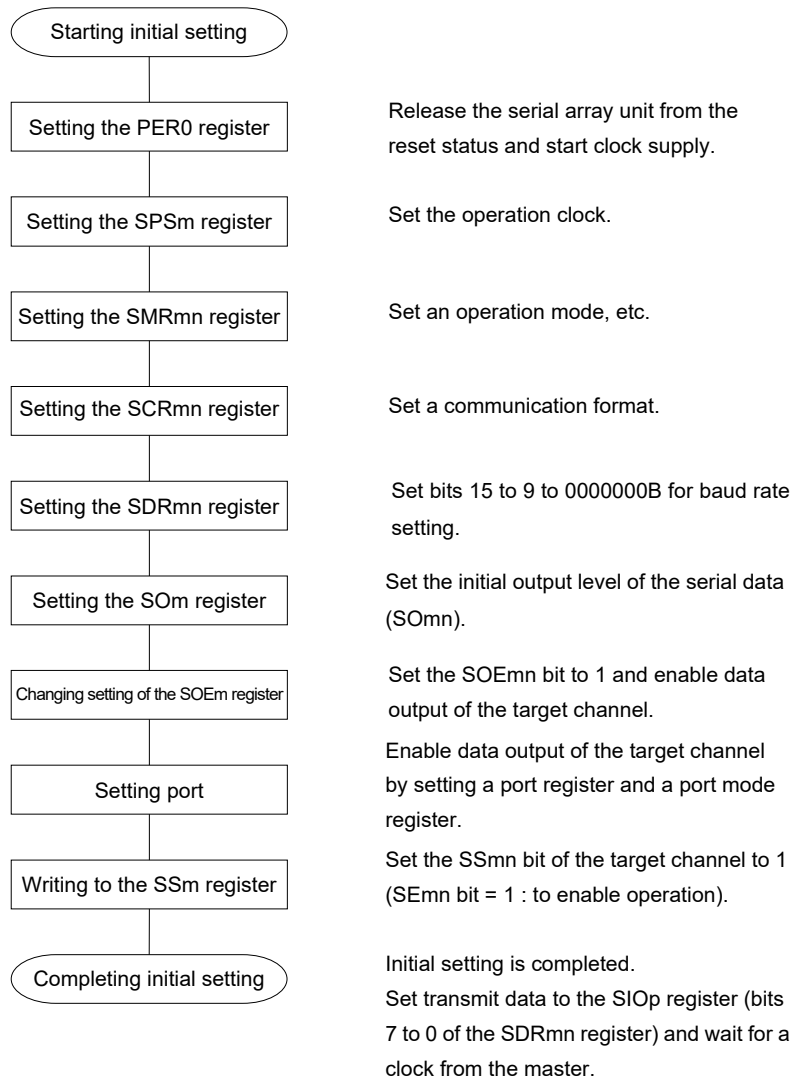 Starting initial setting
Setting the PER0 register
Release the serial array unit from the
reset status and start clock supply.
Setting the SPSm register
Set the operation clock.
Setting the SMRmn register
Set an operation mode, etc.
Setting the SCRmn register
Set a communication format.
Setting the SDRmn register
Set bits 15 to 9 to 0000000B for baud rate
setting.
Setting the SOm register
Set the initial output level of the serial data
(SOmn).
Changing setting of the SOEm register
Set the SOEmn bit to 1 and enable data
output of the target channel.
Setting port
Enable data output of the target channel
by setting a port register and a port mode
register.
Writing to the SSm register
Set the SSmn bit of the target channel to 1
(SEmn bit = 1 : to enable operation).
Completing initial setting
Initial setting is completed.
Set transmit data to the SIOp register (bits
7 to 0 of the SDRmn register) and wait for a
clock from the master.